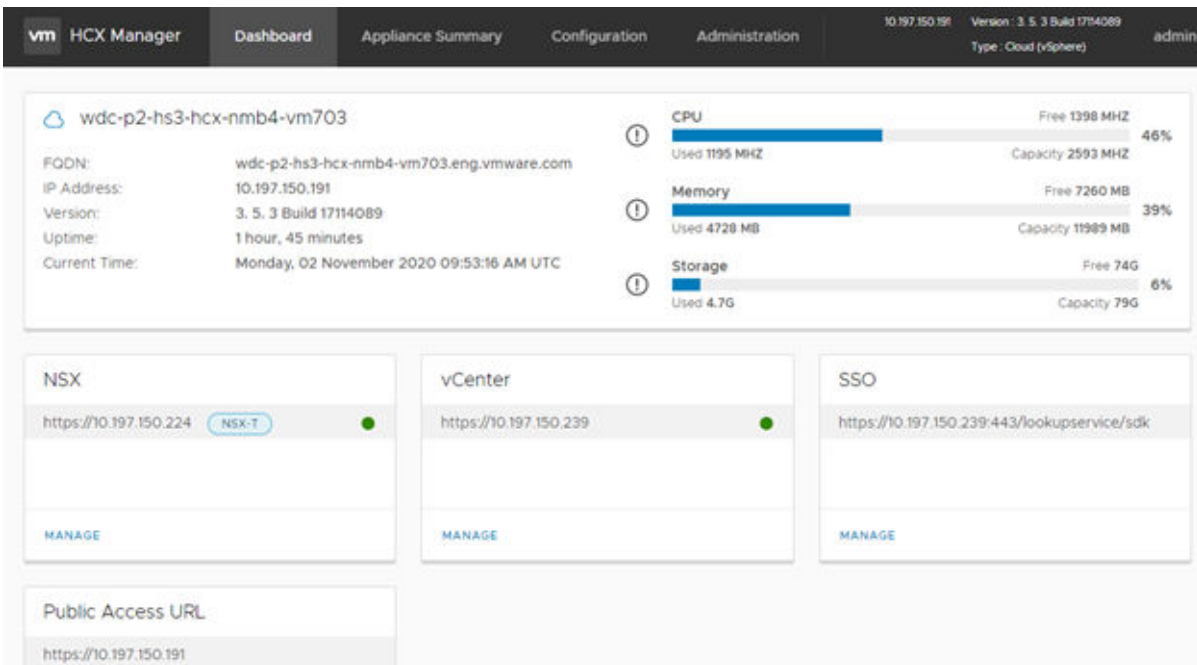 vm HCX Manager Dashboard Appliance Summary Configuration Administration 10.197.150.191 Version : 3. 5. 3 Build 17114089
Type : Cloud (vSphere) admin
wdc-p2-hs3-hcx-nmb4-vm703
FQDN: wdc-p2-hs3-hcx-nmb4-vm703.eng.vmware.com
IP Address: 10.197.150.191
Version: 3. 5. 3 Build 17114089
Uptime: 1 hour, 45 minutes
Current Time: Monday, 02 November 2020 09:53:16 AM UTC
CPU Free 1398 MHZ
46%
Used 1195 MHZ Capacity 2593 MHZ
Memory Free 7260 MB
39%
Used 4728 MB Capacity 11989 MB
Storage Free 74G
6%
Used 4.7G Capacity 79G
NSX
https://10.197.150.224 NSX-T
MANAGE
vCenter
https://10.197.150.239
MANAGE
SSO
https://10.197.150.239:443/lookupservice/sdk
MANAGE
Public Access URL
https://10.197.150.191